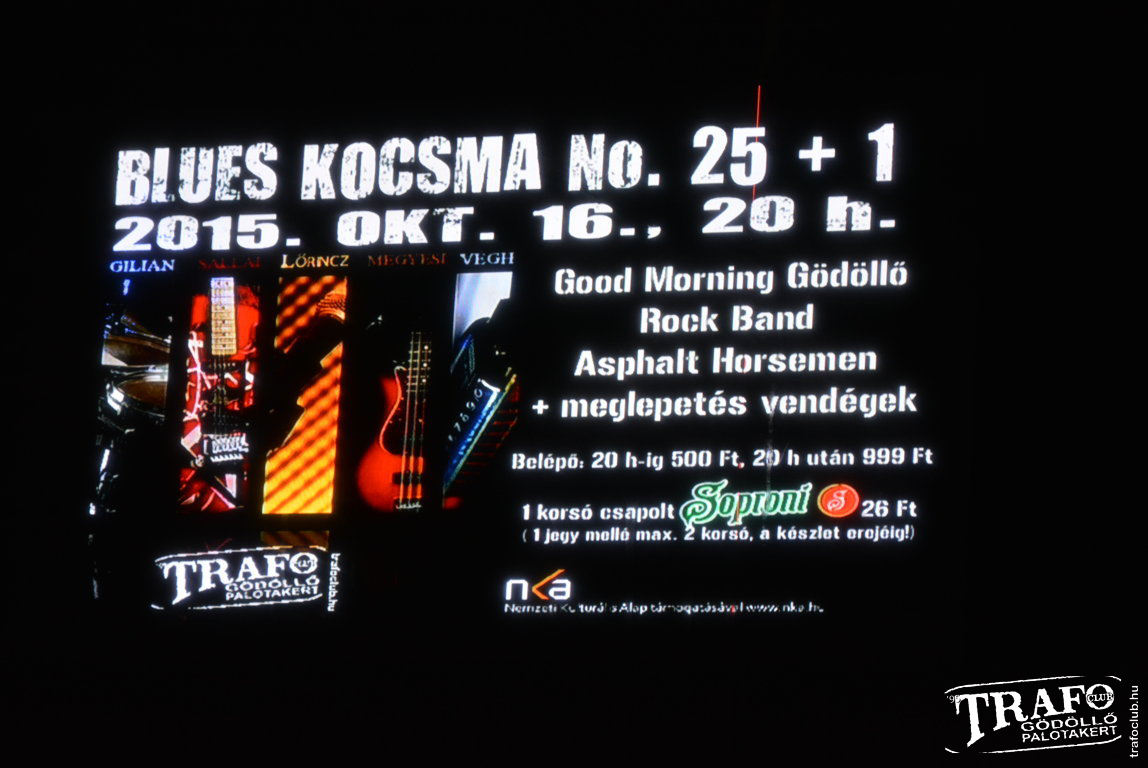 BLUES KOCSMA No. 25 + 1
2015. OKT. 16., 20 h.
GILIAN SALLAI LŐRINCZ MEGYESI VEGH
Good Morning Gödöllő
Rock Band
Asphalt Horsemen
+ meglepetés vendégek
Belépő: 20 h-ig 500 Ft, 20 h után 999 Ft
1 korsó csapolt Soproni S 26 Ft
( 1 jegy mellé max. 2 korsó, a készlet erejéig!)
TRAFO CLUB
GÖDÖLLŐ
PALOTAKERT
trafoclub.hu
nka
Nemzeti Kulturális Alap támogatásával www.nka.hu
TRAFO CLUB
GÖDÖLLŐ
PALOTAKERT
trafoclub.hu